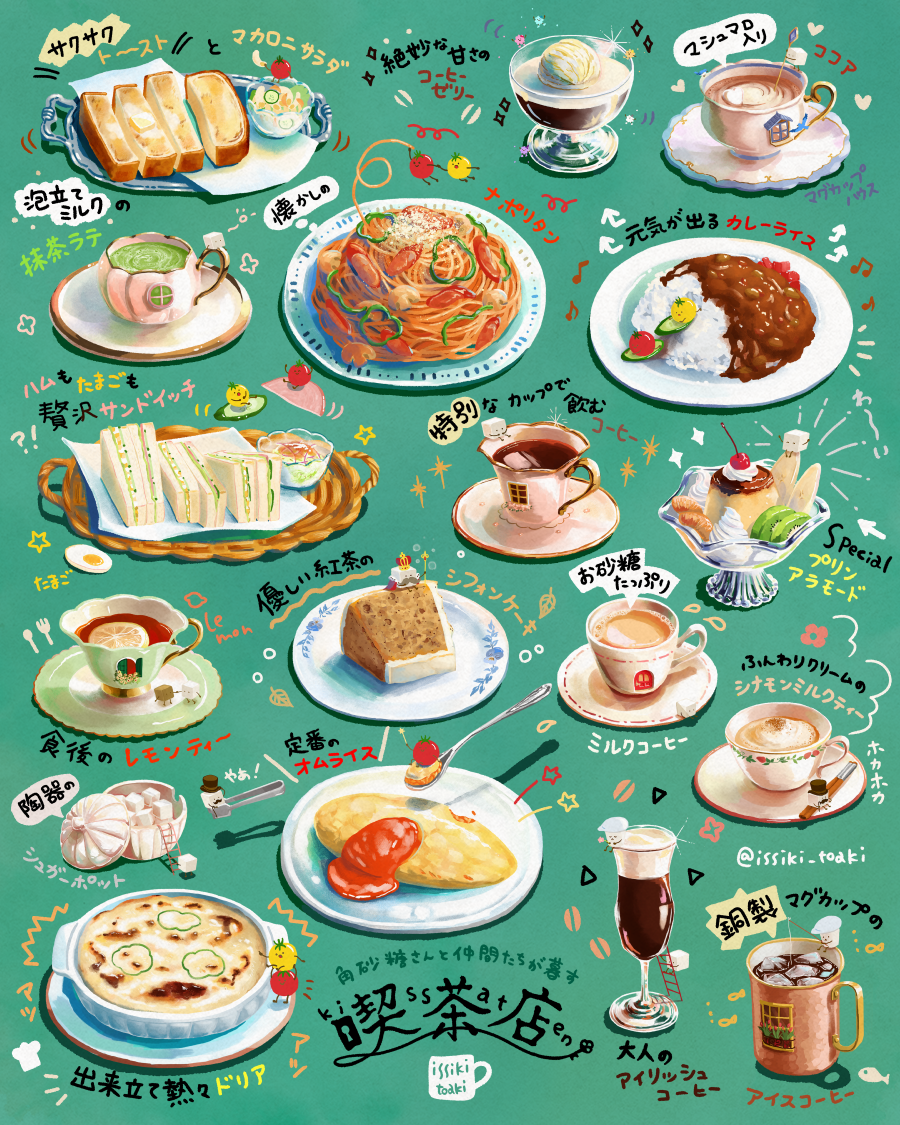 サクサク
トースト
と
マカロニサラダ
絶妙な甘さの
コーヒー
ゼリー
マシュマロ
入り
ココア
マグカップ
ハウス
泡立て
ミルクの
抹茶ラテ
懐かしの
ナポリタン
元気が出るカレーライス
ハムもたまごも
贅沢サンドイッチ
?!
たまご
特別なカップで
飲む
コーヒー
わ〜い
Special
プリン
アラモード
優しい紅茶の
シフォンケーキ
お砂糖
たっぷり
ミルクコーヒー
Lemon
食後のレモンティー
ふんわりクリームの
シナモンミルクティー
ホカホカ
定番の
オムライス
陶器の
シュガーポット
やぁ!
@issiki_toaki
銅製
マグカップの
アイスコーヒー
アツ
アツ
出来立て熱々ドリア
角砂糖さんと仲間たちが暮す
喫茶店
kissaten
issiki
toaki
大人の
アイリッシュ
コーヒー